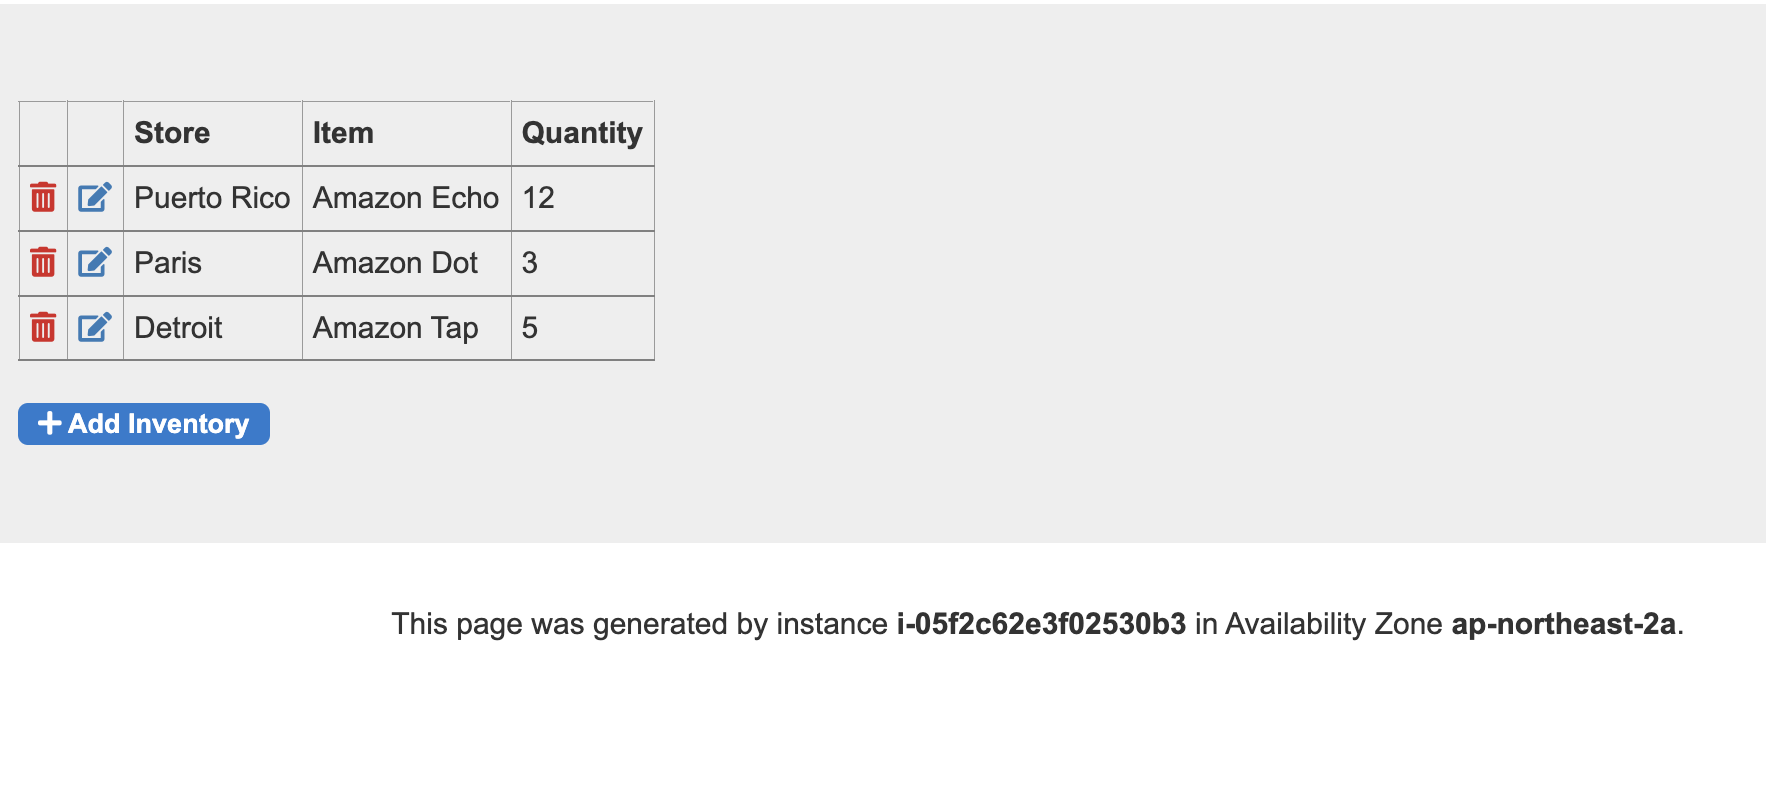 Store Item Quantity
Puerto Rico Amazon Echo 12
Paris Amazon Dot 3
Detroit Amazon Tap 5
Add Inventory
This page was generated by instance i-05f2c62e3f02530b3 in Availability Zone ap-northeast-2a.